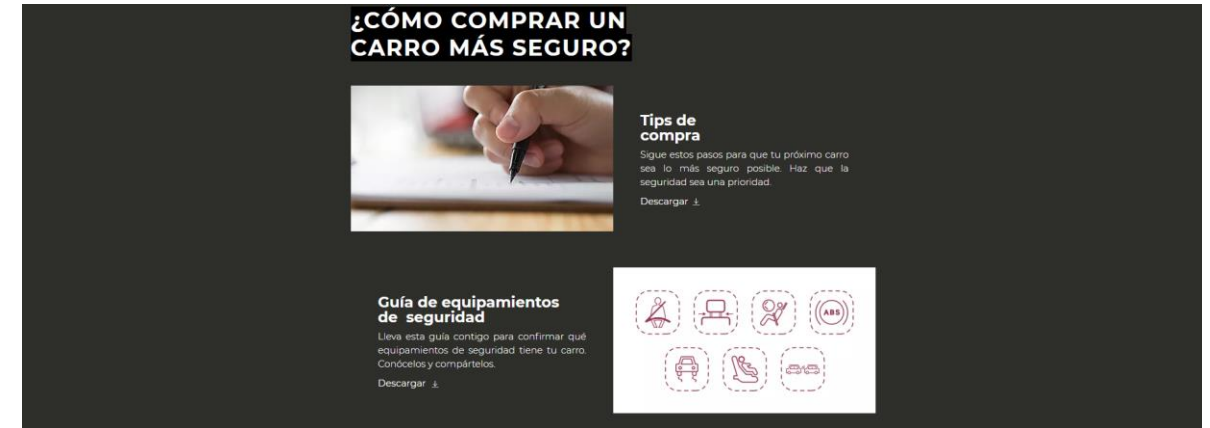 ¿CÓMO COMPRAR UN
CARRO MÁS SEGURO?
Tips de
compra
Sigue estos pasos para que tu próximo carro
sea lo más seguro posible. Haz que la
seguridad sea una prioridad.
Descargar
Guía de equipamientos
de seguridad
Lleva esta guía contigo para confirmar qué
equipamientos de seguridad tiene tu carro.
Conócelos y compártelos.
Descargar
ABS